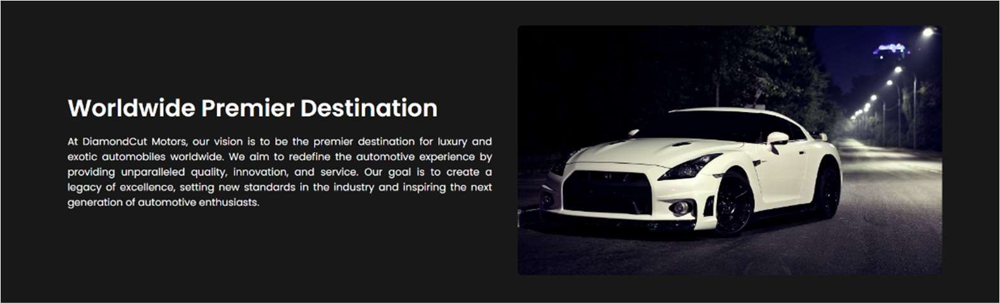 Worldwide Premier Destination
At DiamondCut Motors, our vision is to be the premier destination for luxury and
exotic automobiles worldwide. We aim to redefine the automotive experience by
providing unparalleled quality, innovation, and service. Our goal is to create a
legacy of excellence, setting new standards in the industry and inspiring the next
generation of automotive enthusiasts.